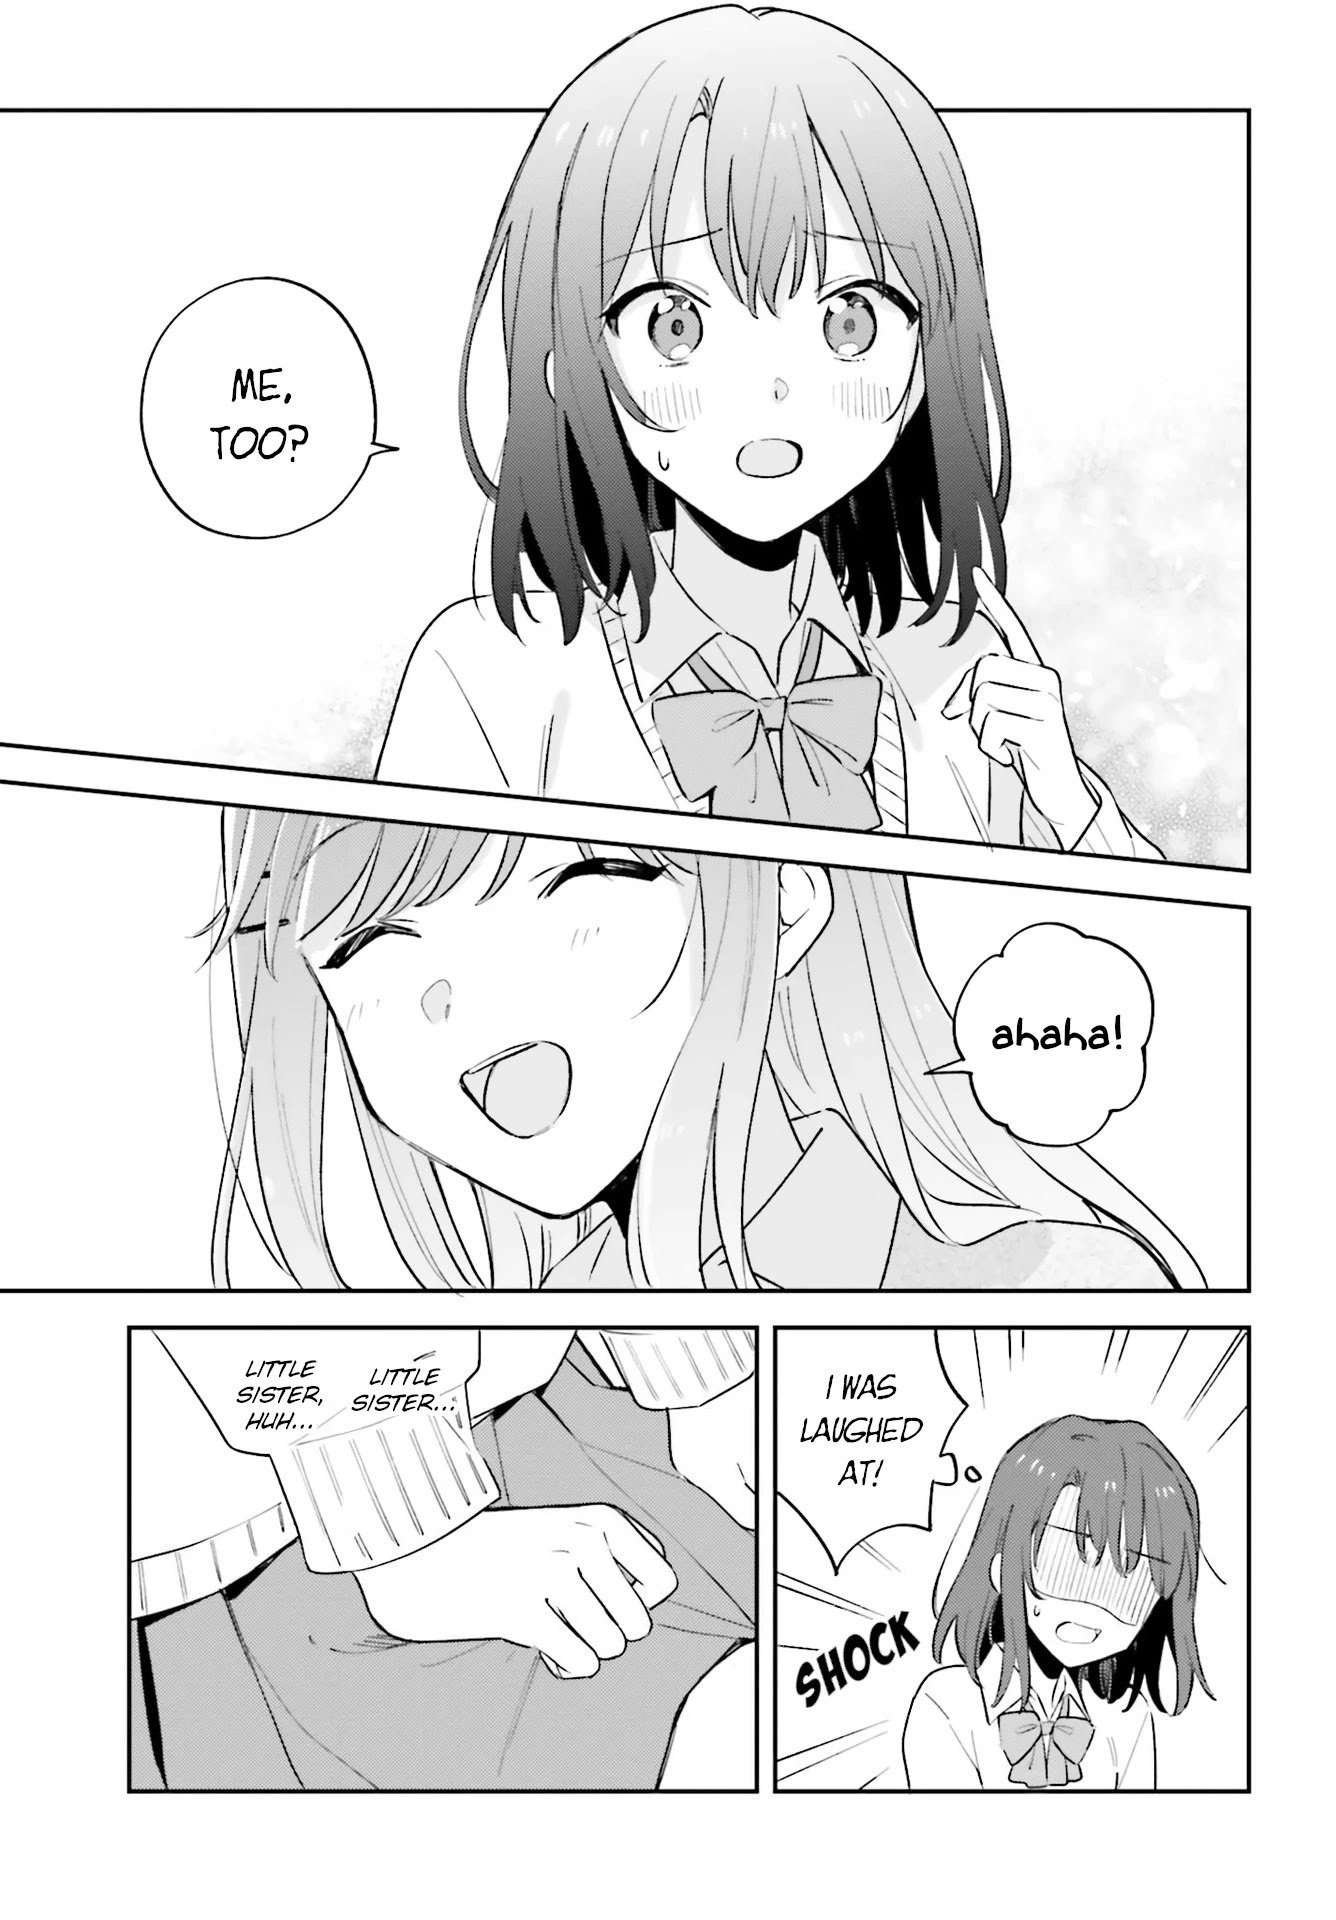 ME,
TOO?
ahaha!
I WAS
LAUGHED
AT!
SHOCK
LITTLE
SISTER...
LITTLE
SISTER,
HUH...